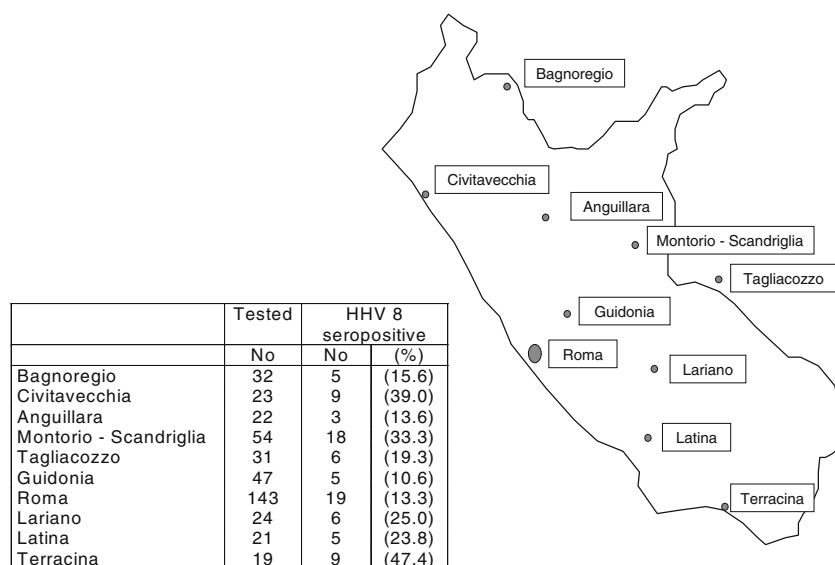 Bagnoregio
Civitavecchia
Anguillara
Montorio - Scandriglia
Tagliacozzo
Guidonia
Roma
Lariano
Latina
Terracina
Tested HHV 8
seropositive
No No (%)
Bagnoregio 32 5 (15.6)
Civitavecchia 23 9 (39.0)
Anguillara 22 3 (13.6)
Montorio - Scandriglia 54 18 (33.3)
Tagliacozzo 31 6 (19.3)
Guidonia 47 5 (10.6)
Roma 143 19 (13.3)
Lariano 24 6 (25.0)
Latina 21 5 (23.8)
Terracina 19 9 (47.4)